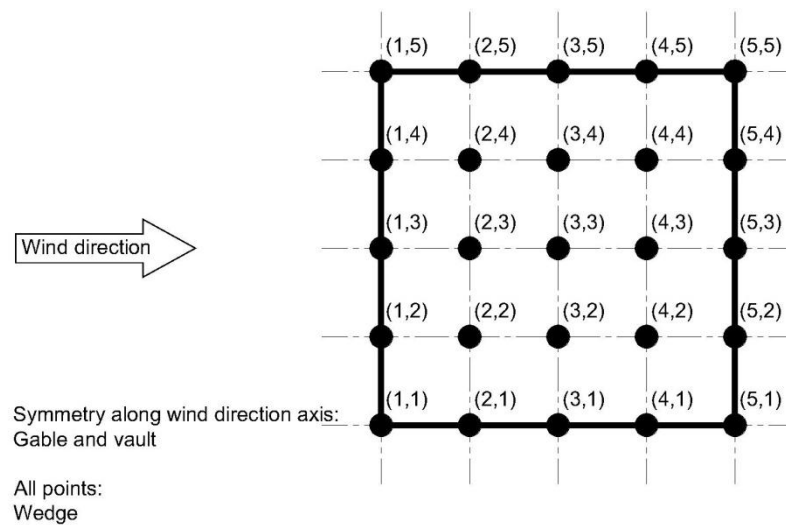 (1,5) (2,5) (3,5) (4,5) (5,5)
(1,4) (2,4) (3,4) (4,4) (5,4)
(1,3) (2,3) (3,3) (4,3) (5,3)
Wind direction
(1,2) (2,2) (3,2) (4,2) (5,2)
(1,1) (2,1) (3,1) (4,1) (5,1)
Symmetry along wind direction axis:
Gable and vault
All points:
Wedge